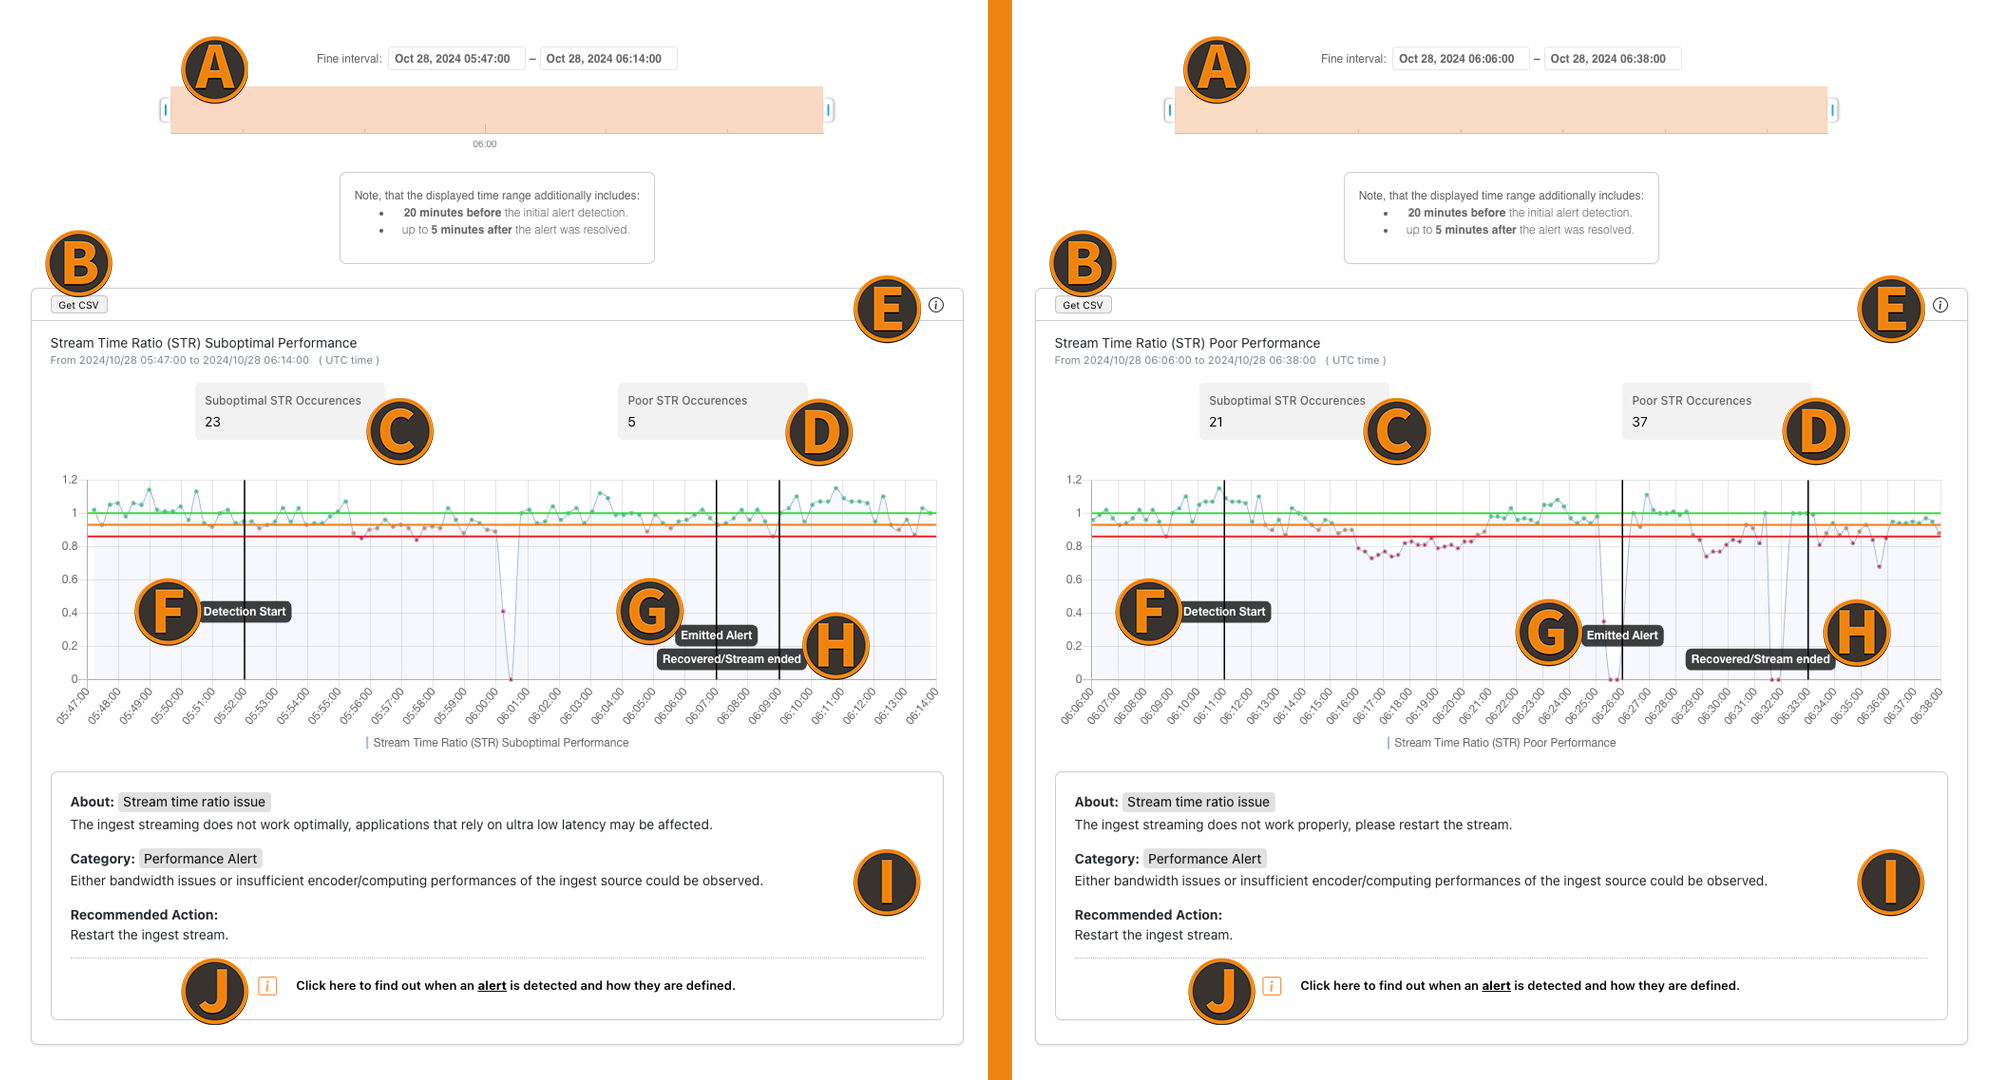 A
Fine interval: Oct 28, 2024 05:47:00 – Oct 28, 2024 06:14:00
06:00
Note, that the displayed time range additionally includes:
• 20 minutes before the initial alert detection.
• up to 5 minutes after the alert was resolved.
B
E
Get CSV
Stream Time Ratio (STR) Suboptimal Performance
From 2024/10/28 05:47:00 to 2024/10/28 06:14:00 ( UTC time )
Suboptimal STR Occurences
23
C
Poor STR Occurences
5
D
1.2
1
0.8
0.6
0.4
0.2
0
F
Detection Start
G
Emitted Alert
H
Recovered/Stream ended
05:47:00
05:48:00
05:49:00
05:50:00
05:51:00
05:52:00
05:53:00
05:54:00
05:55:00
05:56:00
05:57:00
05:58:00
05:59:00
06:00:00
06:01:00
06:02:00
06:03:00
06:04:00
06:05:00
06:06:00
06:07:00
06:08:00
06:09:00
06:10:00
06:11:00
06:12:00
06:13:00
06:14:00
Stream Time Ratio (STR) Suboptimal Performance
About: Stream time ratio issue
The ingest streaming does not work optimally, applications that rely on ultra low latency may be affected.
Category: Performance Alert
Either bandwidth issues or insufficient encoder/computing performances of the ingest source could be observed.
I
Recommended Action:
Restart the ingest stream.
J
i Click here to find out when an alert is detected and how they are defined.
A
Fine interval: Oct 28, 2024 06:06:00 – Oct 28, 2024 06:38:00
Note, that the displayed time range additionally includes:
• 20 minutes before the initial alert detection.
• up to 5 minutes after the alert was resolved.
B
E
Get CSV
Stream Time Ratio (STR) Poor Performance
From 2024/10/28 06:06:00 to 2024/10/28 06:38:00 ( UTC time )
Suboptimal STR Occurences
21
C
Poor STR Occurences
37
D
1.2
1
0.8
0.6
0.4
0.2
0
F
Detection Start
G
Emitted Alert
H
Recovered/Stream ended
06:06:00
06:07:00
06:08:00
06:09:00
06:10:00
06:11:00
06:12:00
06:13:00
06:14:00
06:15:00
06:16:00
06:17:00
06:18:00
06:19:00
06:20:00
06:21:00
06:22:00
06:23:00
06:24:00
06:25:00
06:26:00
06:27:00
06:28:00
06:29:00
06:30:00
06:31:00
06:32:00
06:33:00
06:34:00
06:35:00
06:36:00
06:37:00
06:38:00
Stream Time Ratio (STR) Poor Performance
About: Stream time ratio issue
The ingest streaming does not work properly, please restart the stream.
Category: Performance Alert
Either bandwidth issues or insufficient encoder/computing performances of the ingest source could be observed.
I
Recommended Action:
Restart the ingest stream.
J
i Click here to find out when an alert is detected and how they are defined.